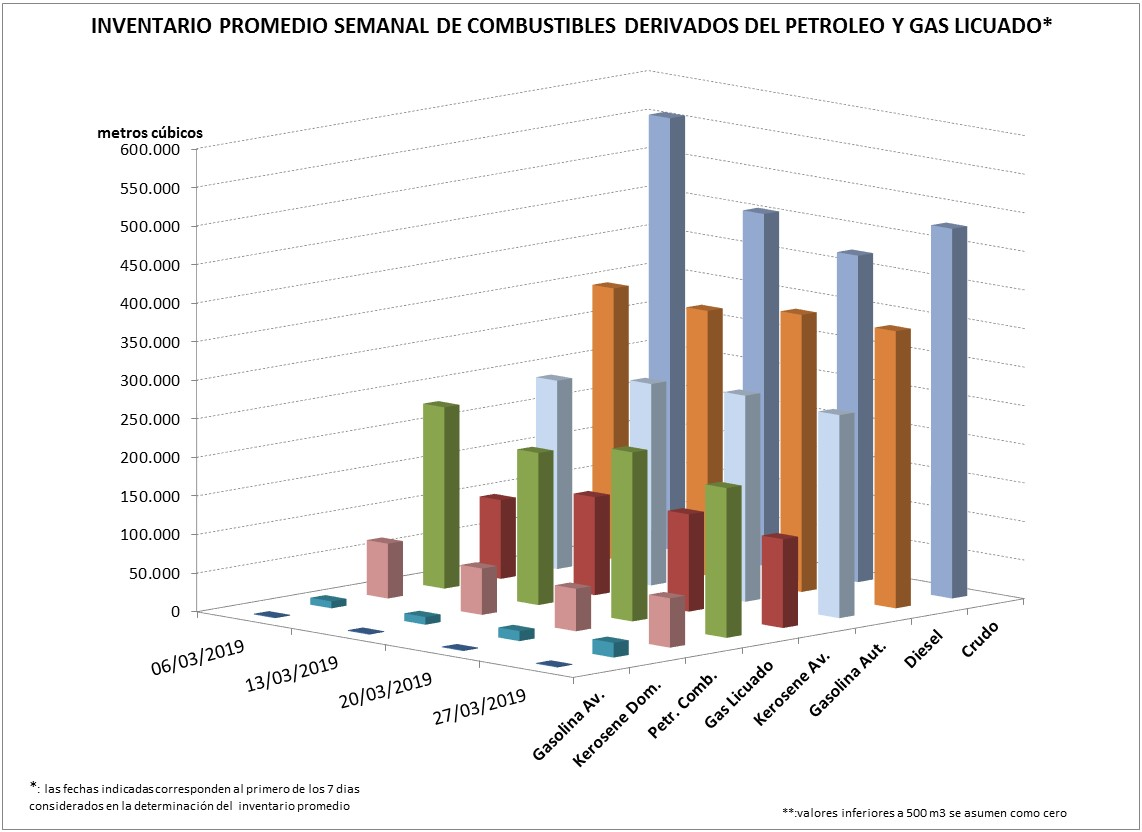 INVENTARIO PROMEDIO SEMANAL DE COMBUSTIBLES DERIVADOS DEL PETROLEO Y GAS LICUADO*
metros cúbicos
600.000
550.000
500.000
450.000
400.000
350.000
300.000
250.000
200.000
150.000
100.000
50.000
0
06/03/2019
13/03/2019
20/03/2019
27/03/2019
Gasolina Av.
Kerosene Dom.
Petr. Comb.
Gas Licuado
Kerosene Av.
Gasolina Aut.
Diesel
Crudo
*: las fechas indicadas corresponden al primero de los 7 dias
considerados en la determinación del inventario promedio
**:valores inferiores a 500 m3 se asumen como cero